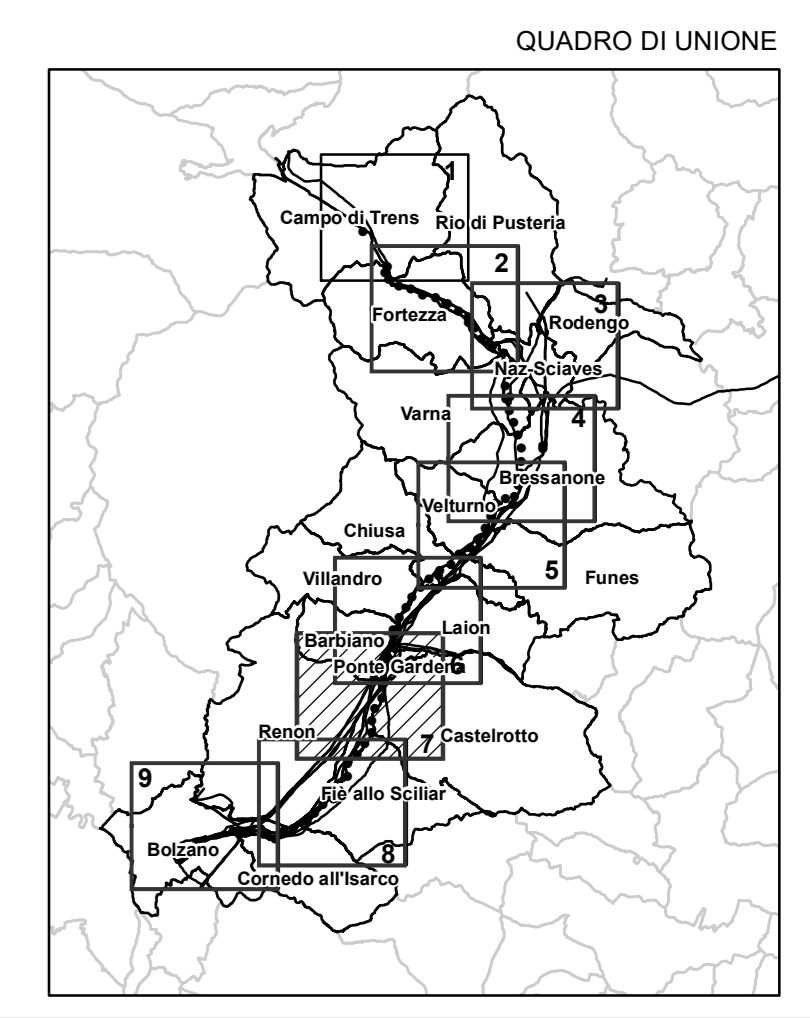 QUADRO DI UNIONE
1
Campo di Trens
Rio di Pusteria
2
3
Fortezza
Rodengo
Naz-Sciaves
Varna
4
Bressanone
Velturno
Chiusa
5
Villandro
Funes
Laion
Barbiano
Ponte Gardena
6
Renon
7
Castelrotto
9
Fiè allo Sciliar
Bolzano
8
Cornedo all'Isarco